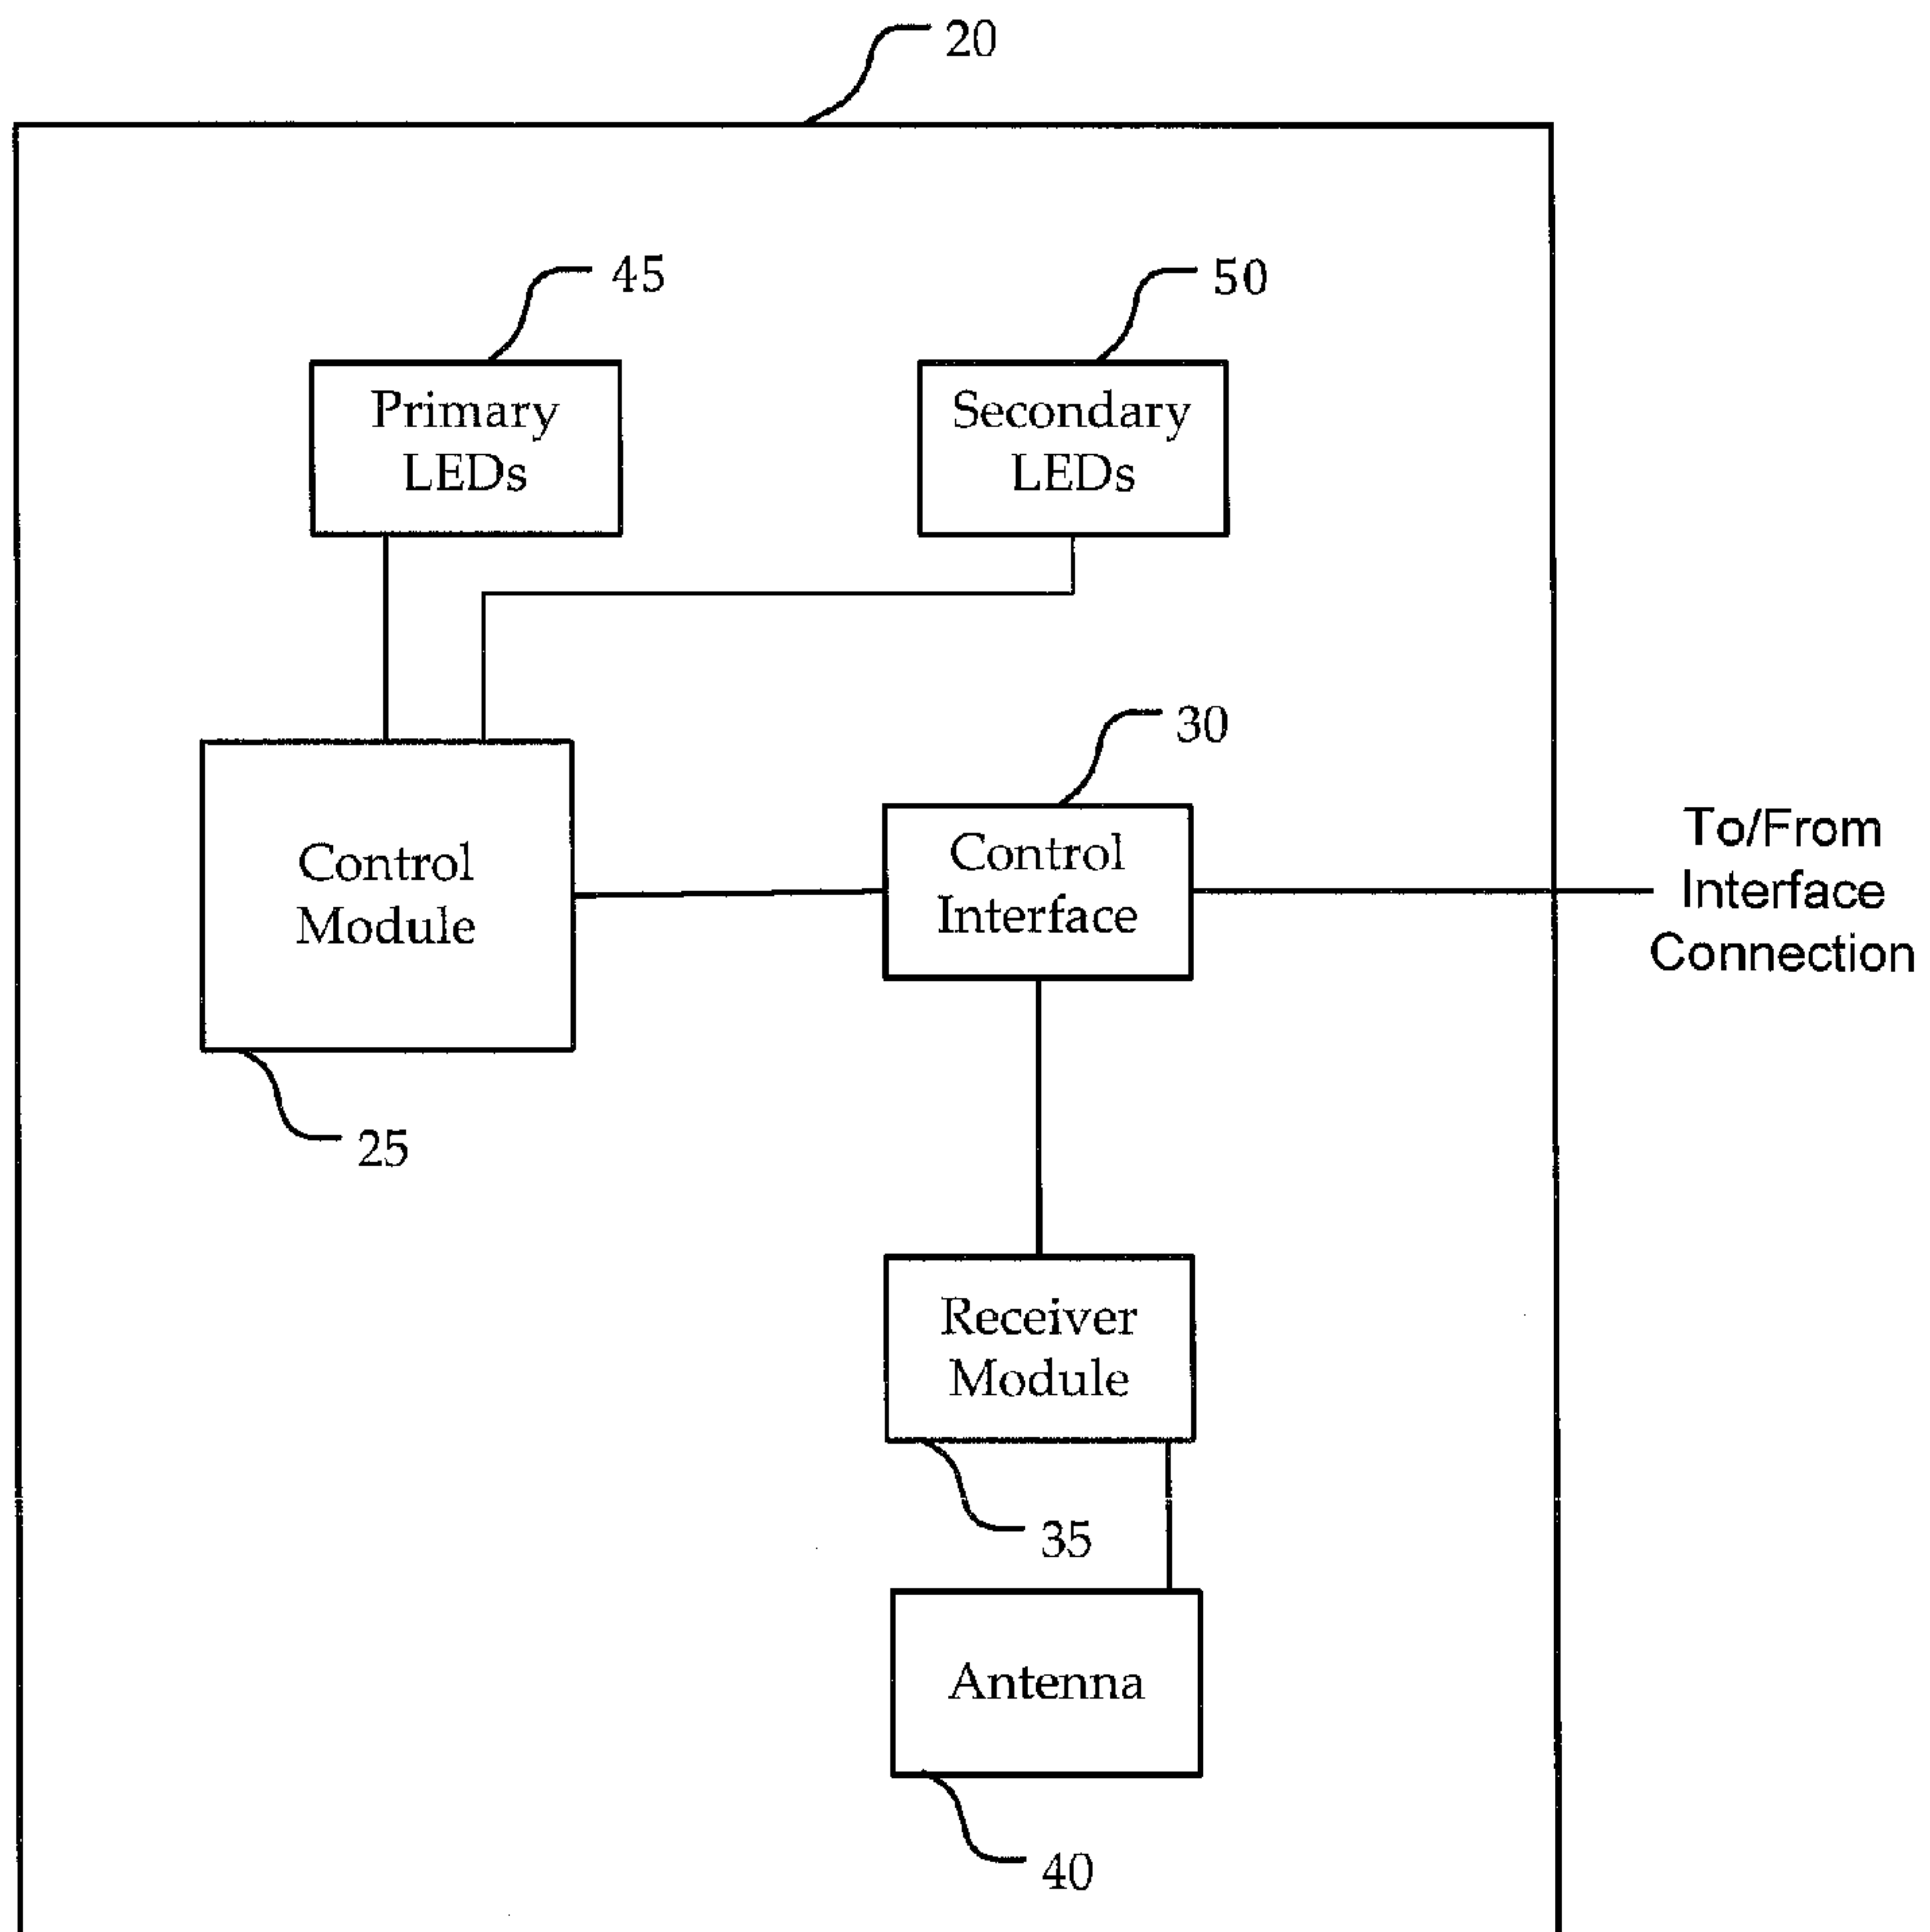 20
45
50
Primary
LEDs
Secondary
LEDs
30
Control
Module
Control
Interface
To/From
Interface
Connection
25
Receiver
Module
35
Antenna
40